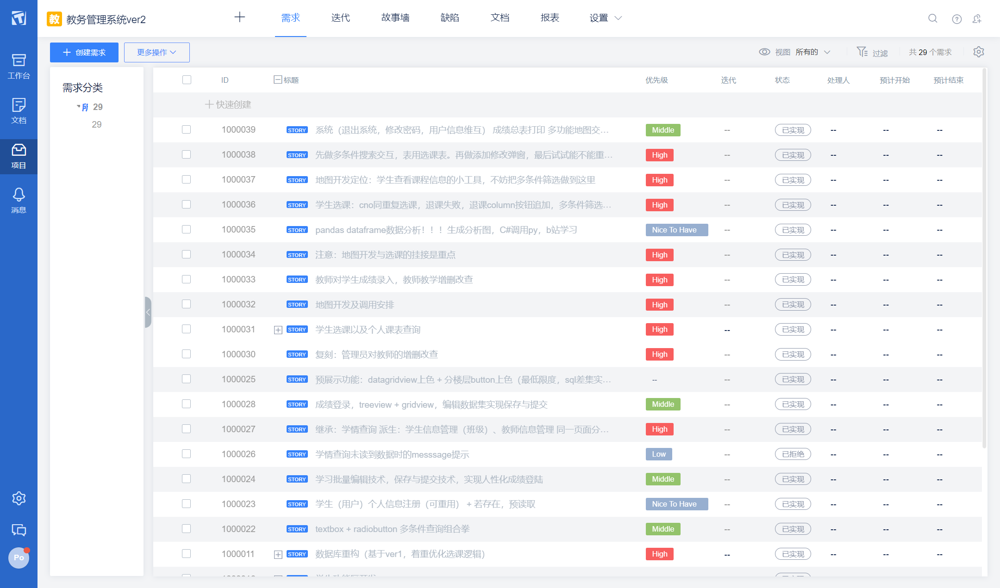 教 教务管理系统ver2
需求 迭代 故事墙 缺陷 文档 报表 设置
工作台
文档
项目
消息
Po
创建需求 更多操作
视图 所有的 过滤 共 29 个需求
需求分类
所 29
29
ID 标题 优先级 迭代 状态 处理人 预计开始 预计结束
快速创建
1000039 STORY 系统（退出系统，修改密码，用户信息维互） 成绩总表打印 多功能地图交… Middle -- 已实现 -- -- --
1000038 STORY 先做多条件搜索交互，表用选课表。再做添加修改弹窗，最后试试能不能重… High -- 已实现 -- -- --
1000037 STORY 地图开发定位：学生查看课程信息的小工具，不妨把多条件筛选做到这里 High -- 已实现 -- -- --
1000036 STORY 学生选课：cno同重复选课，退课失败，退课column按钮追加，多条件筛选… High -- 已实现 -- -- --
1000035 STORY pandas dataframe数据分析！！！生成分析图，C#调用py，b站学习 Nice To Have -- 已实现 -- -- --
1000034 STORY 注意：地图开发与选课的挂接是重点 High -- 已实现 -- -- --
1000033 STORY 教师对学生成绩录入，教师教学增删改查 High -- 已实现 -- -- --
1000032 STORY 地图开发及调用安排 High -- 已实现 -- -- --
1000031 STORY 学生选课以及个人课表查询 High -- 已实现 -- -- --
1000030 STORY 复刻：管理员对教师的增删改查 High -- 已实现 -- -- --
1000025 STORY 预展示功能：datagridview上色 + 分楼层button上色（最低限度，sql差集实… -- -- 已实现 -- -- --
1000028 STORY 成绩登录，treeview + gridview，编辑数据集实现保存与提交 Middle -- 已实现 -- -- --
1000027 STORY 继承：学情查询 派生：学生信息管理（班级）、教师信息管理 同一页面分… High -- 已实现 -- -- --
1000026 STORY 学情查询未读到数据时的messsage提示 Low -- 已拒绝 -- -- --
1000024 STORY 学习批量编辑技术，保存与提交技术，实现人性化成绩登陆 Middle -- 已实现 -- -- --
1000023 STORY 学生（用户）个人信息注册（可重用） + 若存在，预读取 Nice To Have -- 已实现 -- -- --
1000022 STORY textbox + radiobutton 多条件查询组合拳 Middle -- 已实现 -- -- --
1000011 STORY 数据库重构（基于ver1，着重优化选课逻辑） High -- 已实现 -- -- --